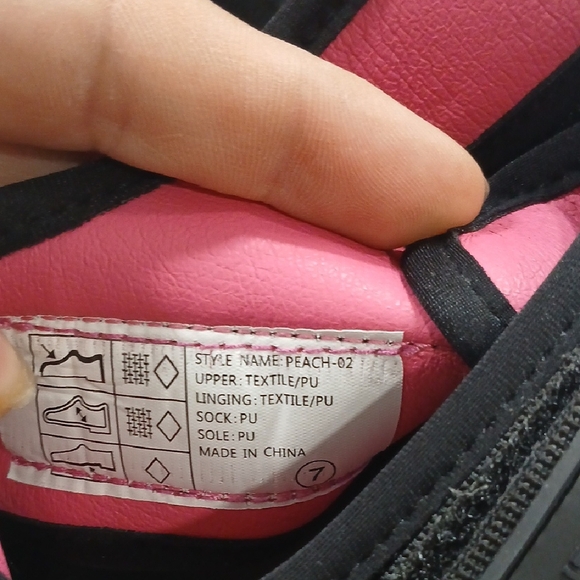 STYLE NAME: PEACH-02
UPPER: TEXTILE/PU
LINGING: TEXTILE/PU
SOCK: PU
SOLE: PU
MADE IN CHINA
7